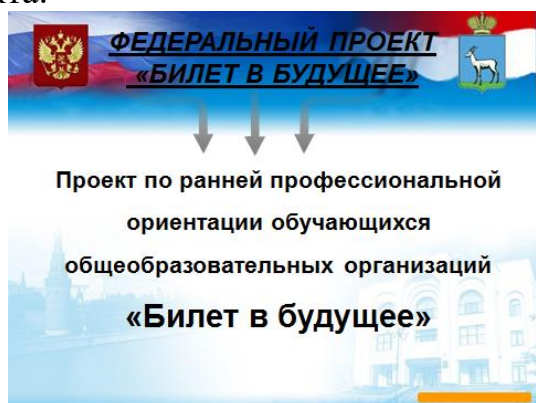 ФЕДЕРАЛЬНЫЙ ПРОЕКТ
«БИЛЕТ В БУДУЩЕЕ»
Проект по ранней профессиональной
ориентации обучающихся
общеобразовательных организаций
«Билет в будущее»